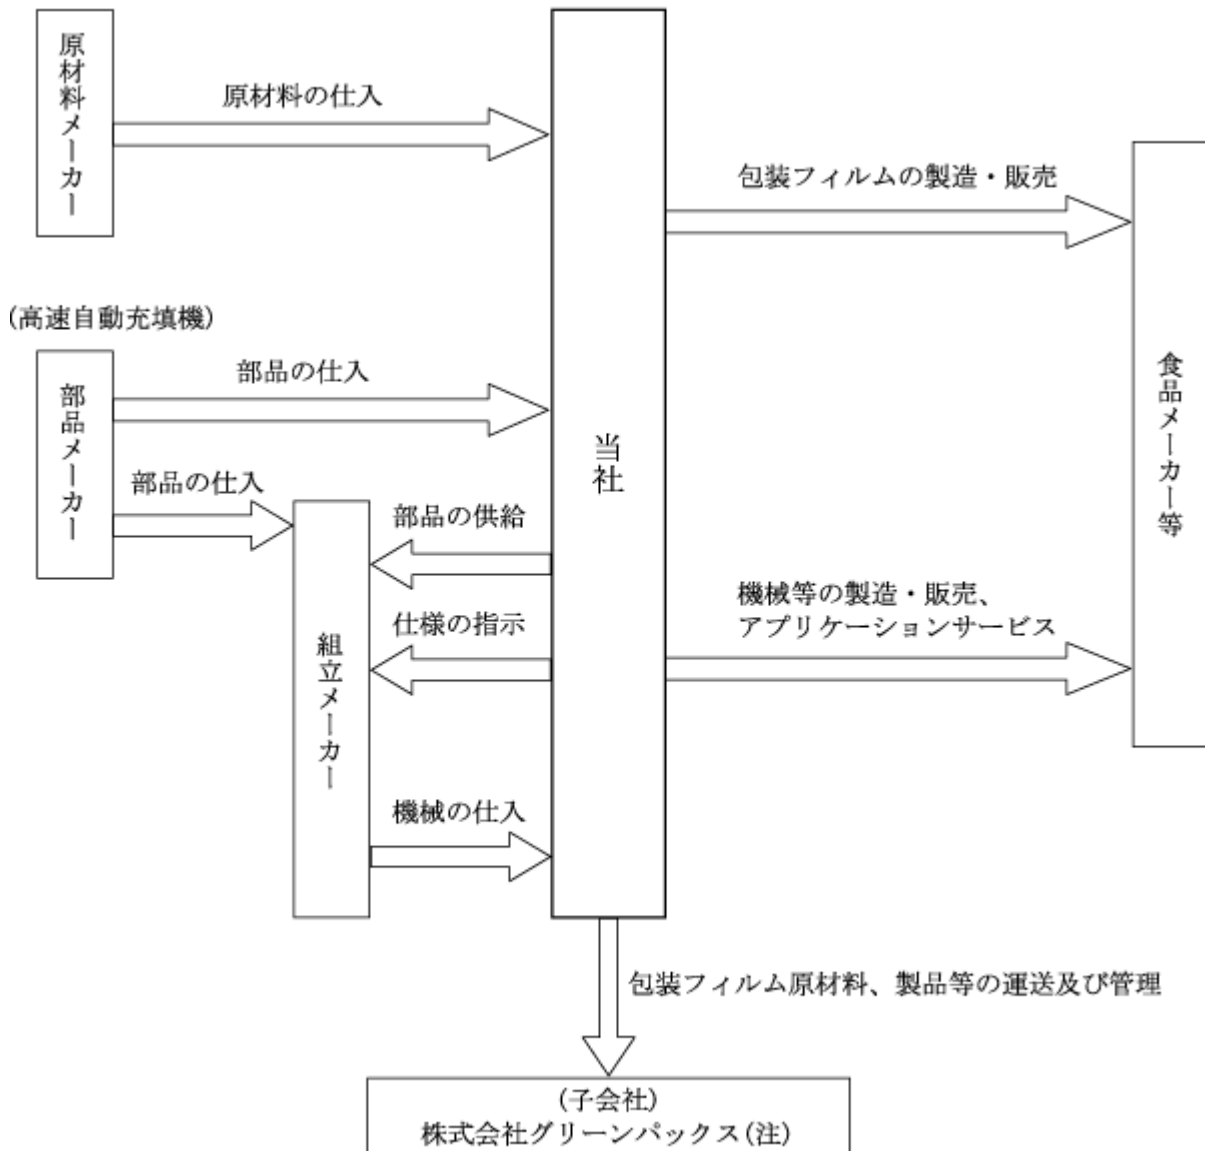 原材料メーカー
原材料の仕入
包装フィルムの製造・販売
(高速自動充填機)
部品メーカー
部品の仕入
部品の仕入
組立メーカー
部品の供給
仕様の指示
機械の仕入
当社
機械等の製造・販売、
アプリケーションサービス
食品メーカー等
包装フィルム原材料、製品等の運送及び管理
(子会社)
株式会社グリーンパックス(注)